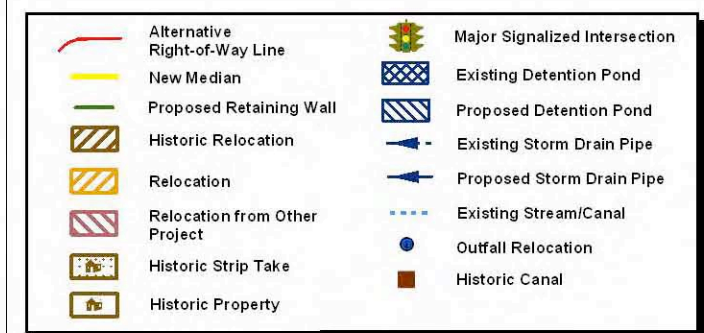 Alternative
Right-of-Way Line
New Median
Proposed Retaining Wall
Historic Relocation
Relocation
Relocation from Other
Project
Historic Strip Take
Historic Property
Major Signalized Intersection
Existing Detention Pond
Proposed Detention Pond
Existing Storm Drain Pipe
Proposed Storm Drain Pipe
Existing Stream/Canal
Outfall Relocation
Historic Canal